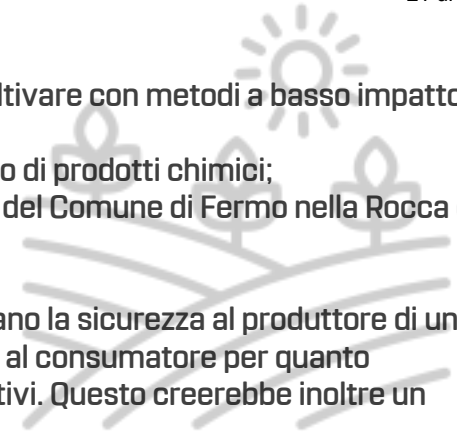 ltivare con metodi a basso impatto
o di prodotti chimici;
del Comune di Fermo nella Rocca
ano la sicurezza al produttore di un
al consumatore per quanto
tivi. Questo creerebbe inoltre un